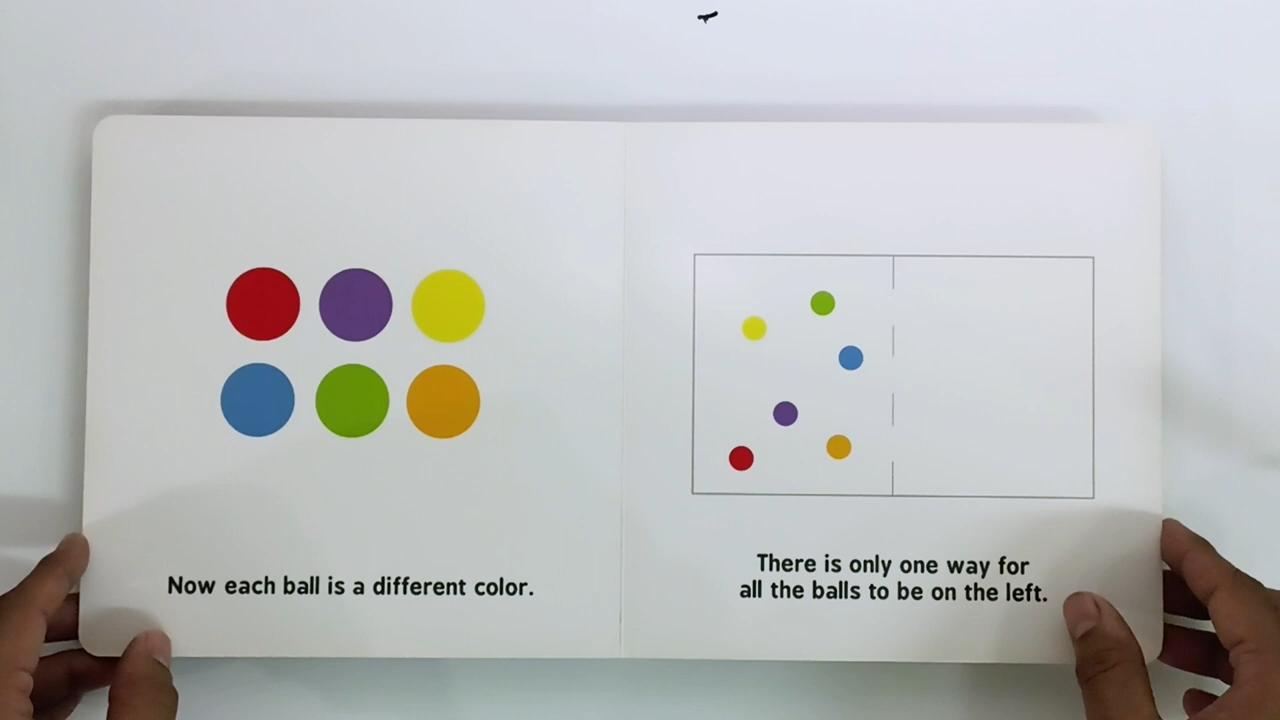 Now each ball is a different color.
There is only one way for
all the balls to be on the left.